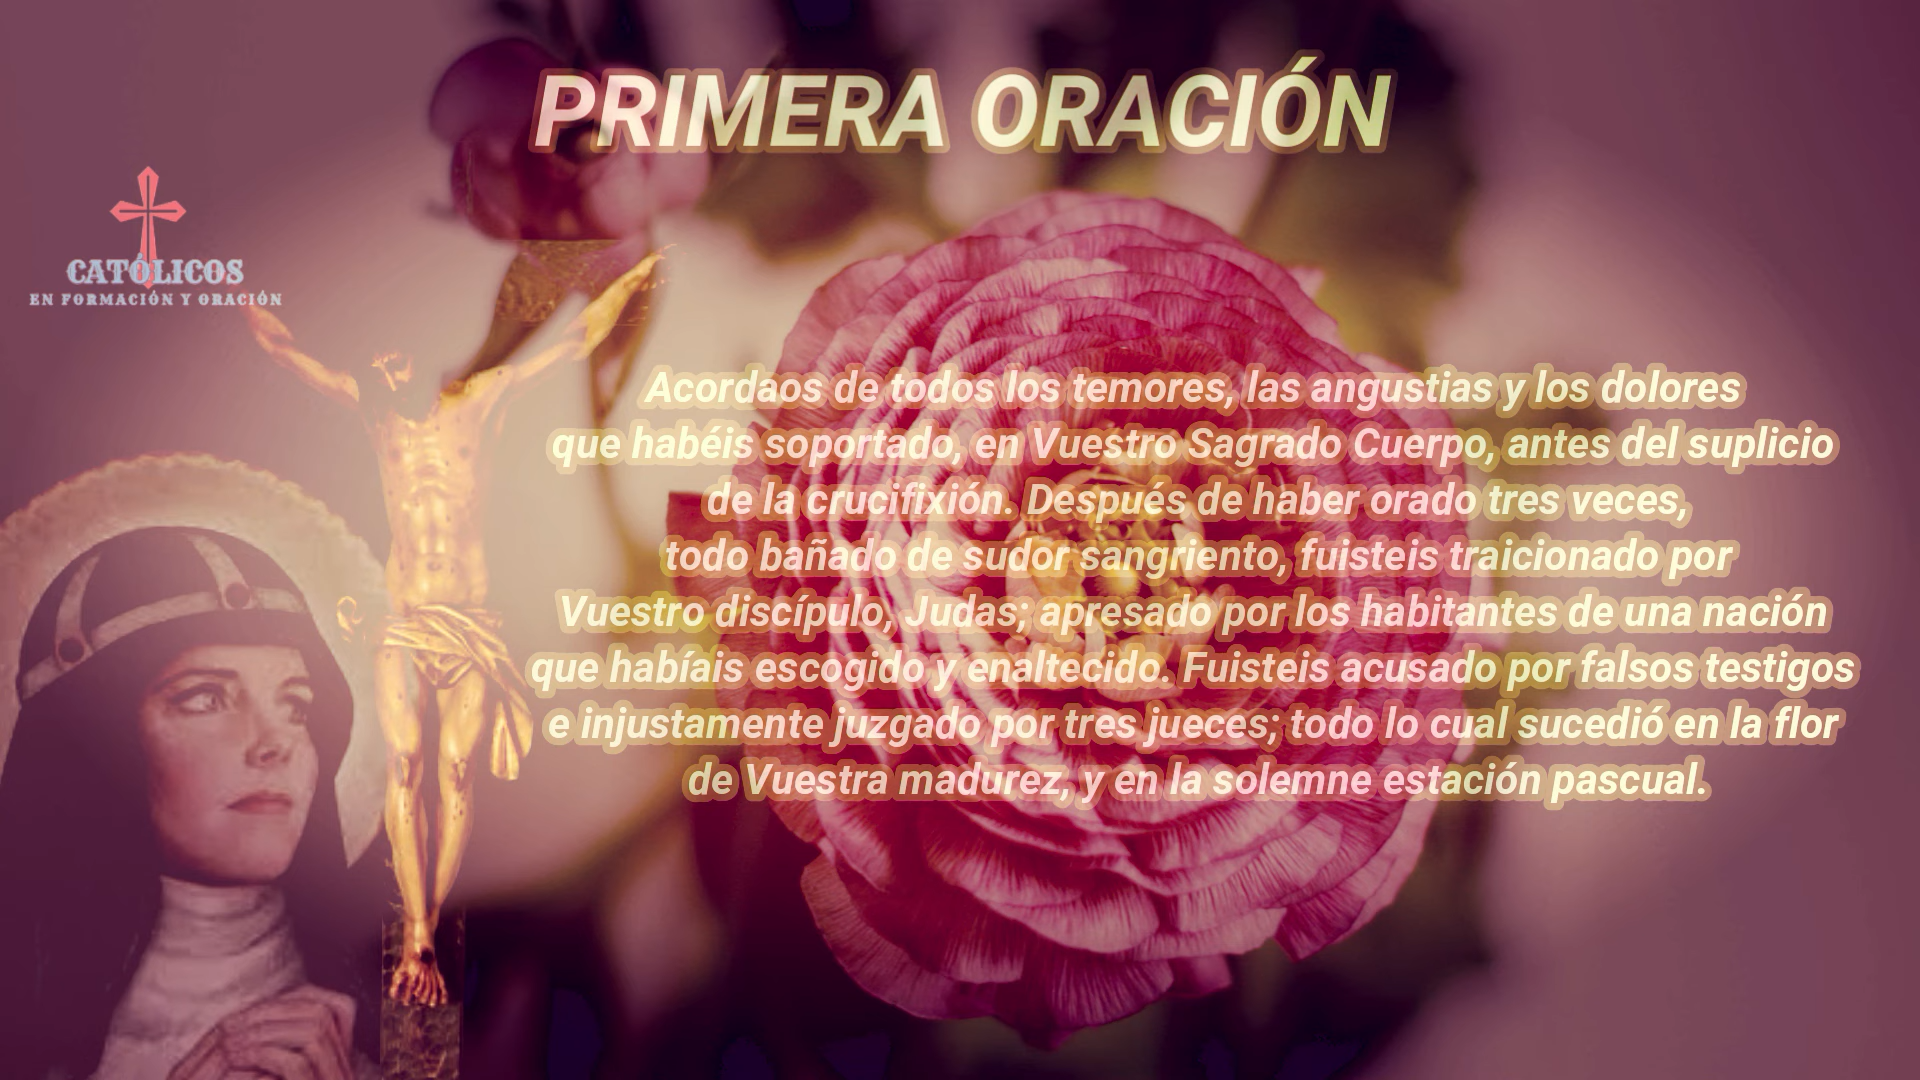 PRIMERA ORACIÓN
CATÓLICOS
EN FORMACIÓN Y ORACIÓN
Acordaos de todos los temores, las angustias y los dolores
que habéis soportado, en Vuestro Sagrado Cuerpo, antes del suplicio
de la crucifixión. Después de haber orado tres veces,
todo bañado de sudor sangriento, fuisteis traicionado por
Vuestro discípulo, Judas; apresado por los habitantes de una nación
que habíais escogido y enaltecido. Fuisteis acusado por falsos testigos
e injustamente juzgado por tres jueces; todo lo cual sucedió en la flor
de Vuestra madurez, y en la solemne estación pascual.